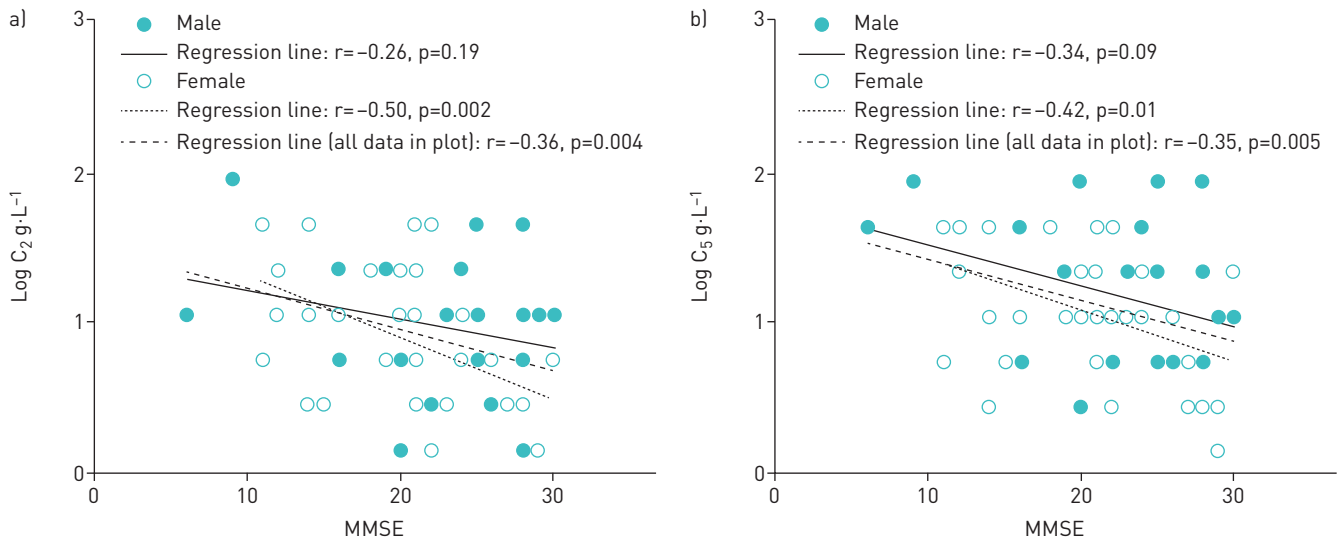 a)
3
2
1
0
Log C₂ g·L⁻¹
Male
Regression line: r=−0.26, p=0.19
Female
Regression line: r=−0.50, p=0.002
Regression line (all data in plot): r=−0.36, p=0.004
0 10 20 30
MMSE
b)
3
2
1
0
Log C₅ g·L⁻¹
Male
Regression line: r=−0.34, p=0.09
Female
Regression line: r=−0.42, p=0.01
Regression line (all data in plot): r=−0.35, p=0.005
0 10 20 30
MMSE